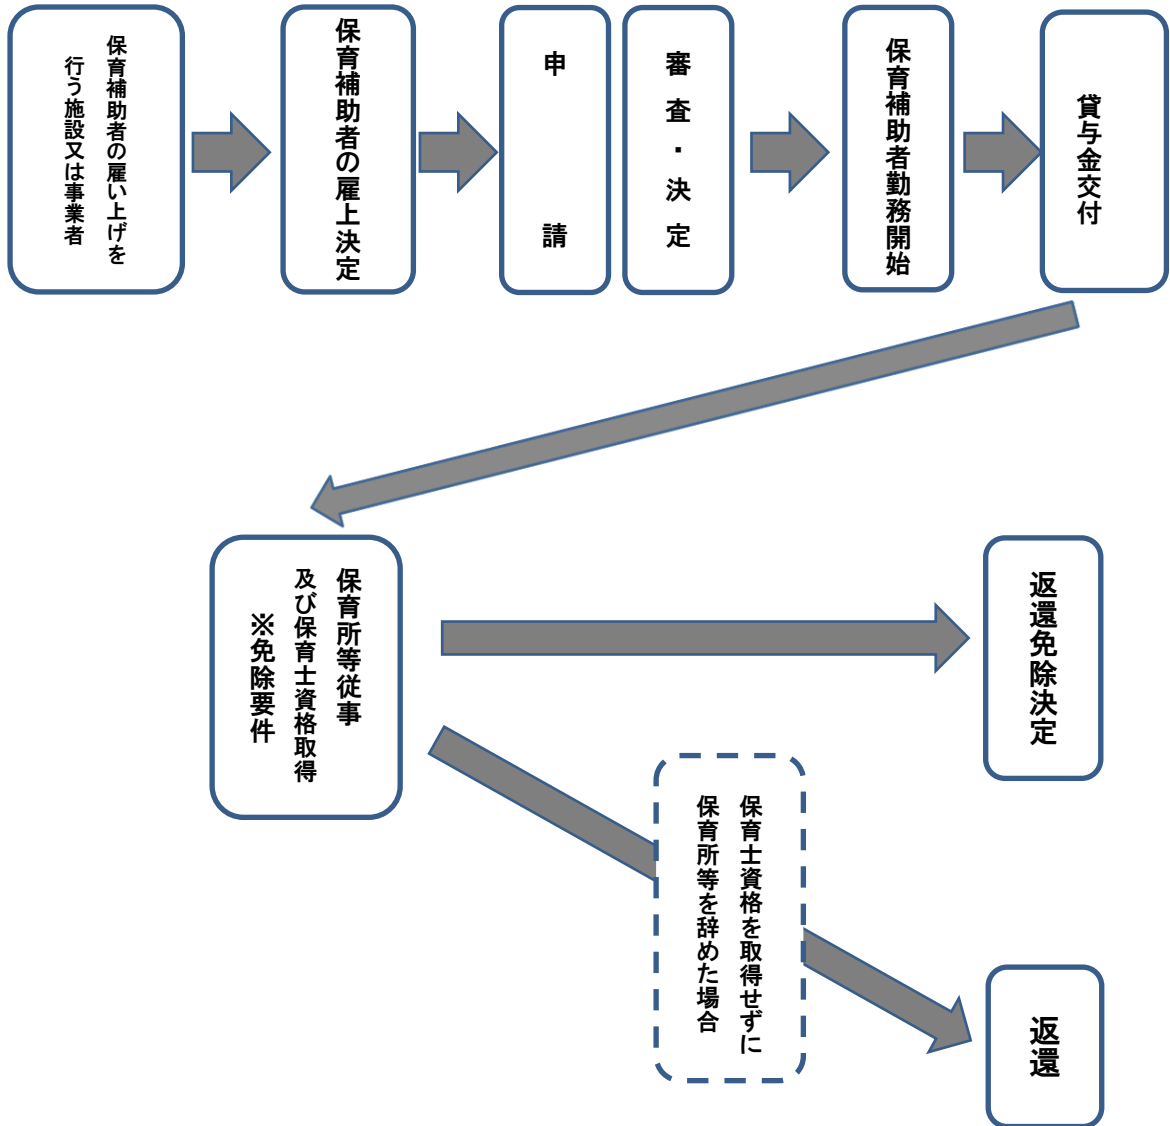 保育補助者の雇い上げを
行う施設又は事業者
保育補助者の雇上決定
申請
審査・決定
保育補助者勤務開始
貸与金交付
保育所等従事
及び保育士資格取得
※免除要件
返還免除決定
保育士資格を取得せずに
保育所等を辞めた場合
返還